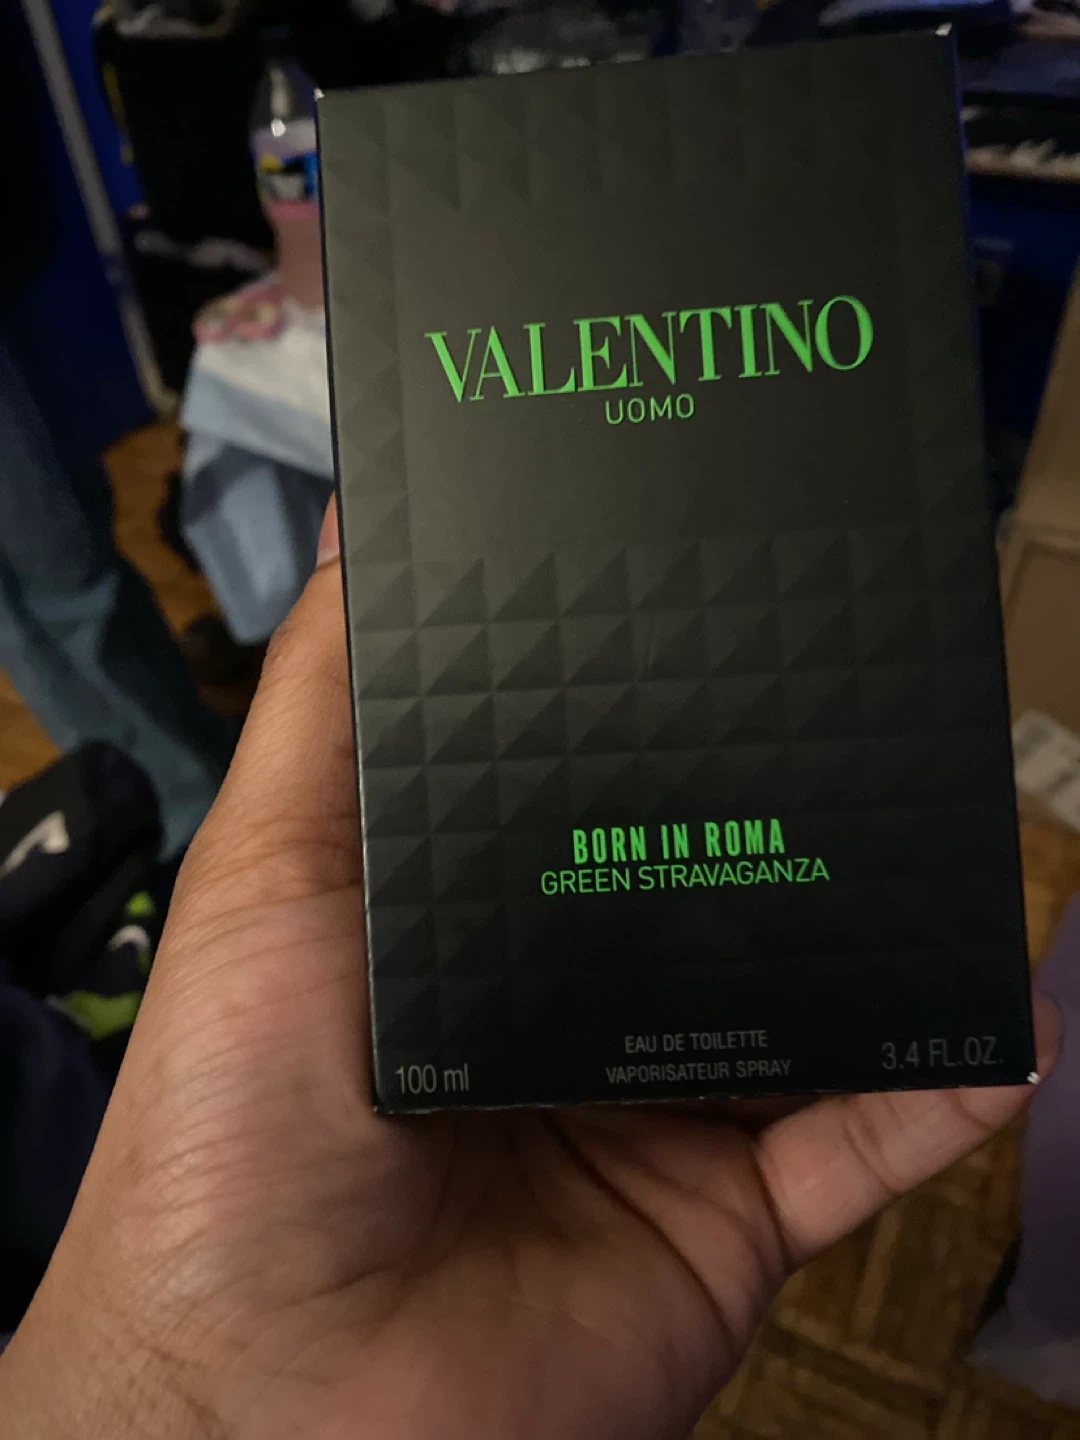 VALENTINO
UOMO
BORN IN ROMA
GREEN STRAVAGANZA
EAU DE TOILETTE
VAPORISATEUR SPRAY
100 ml
3.4 FL.OZ.